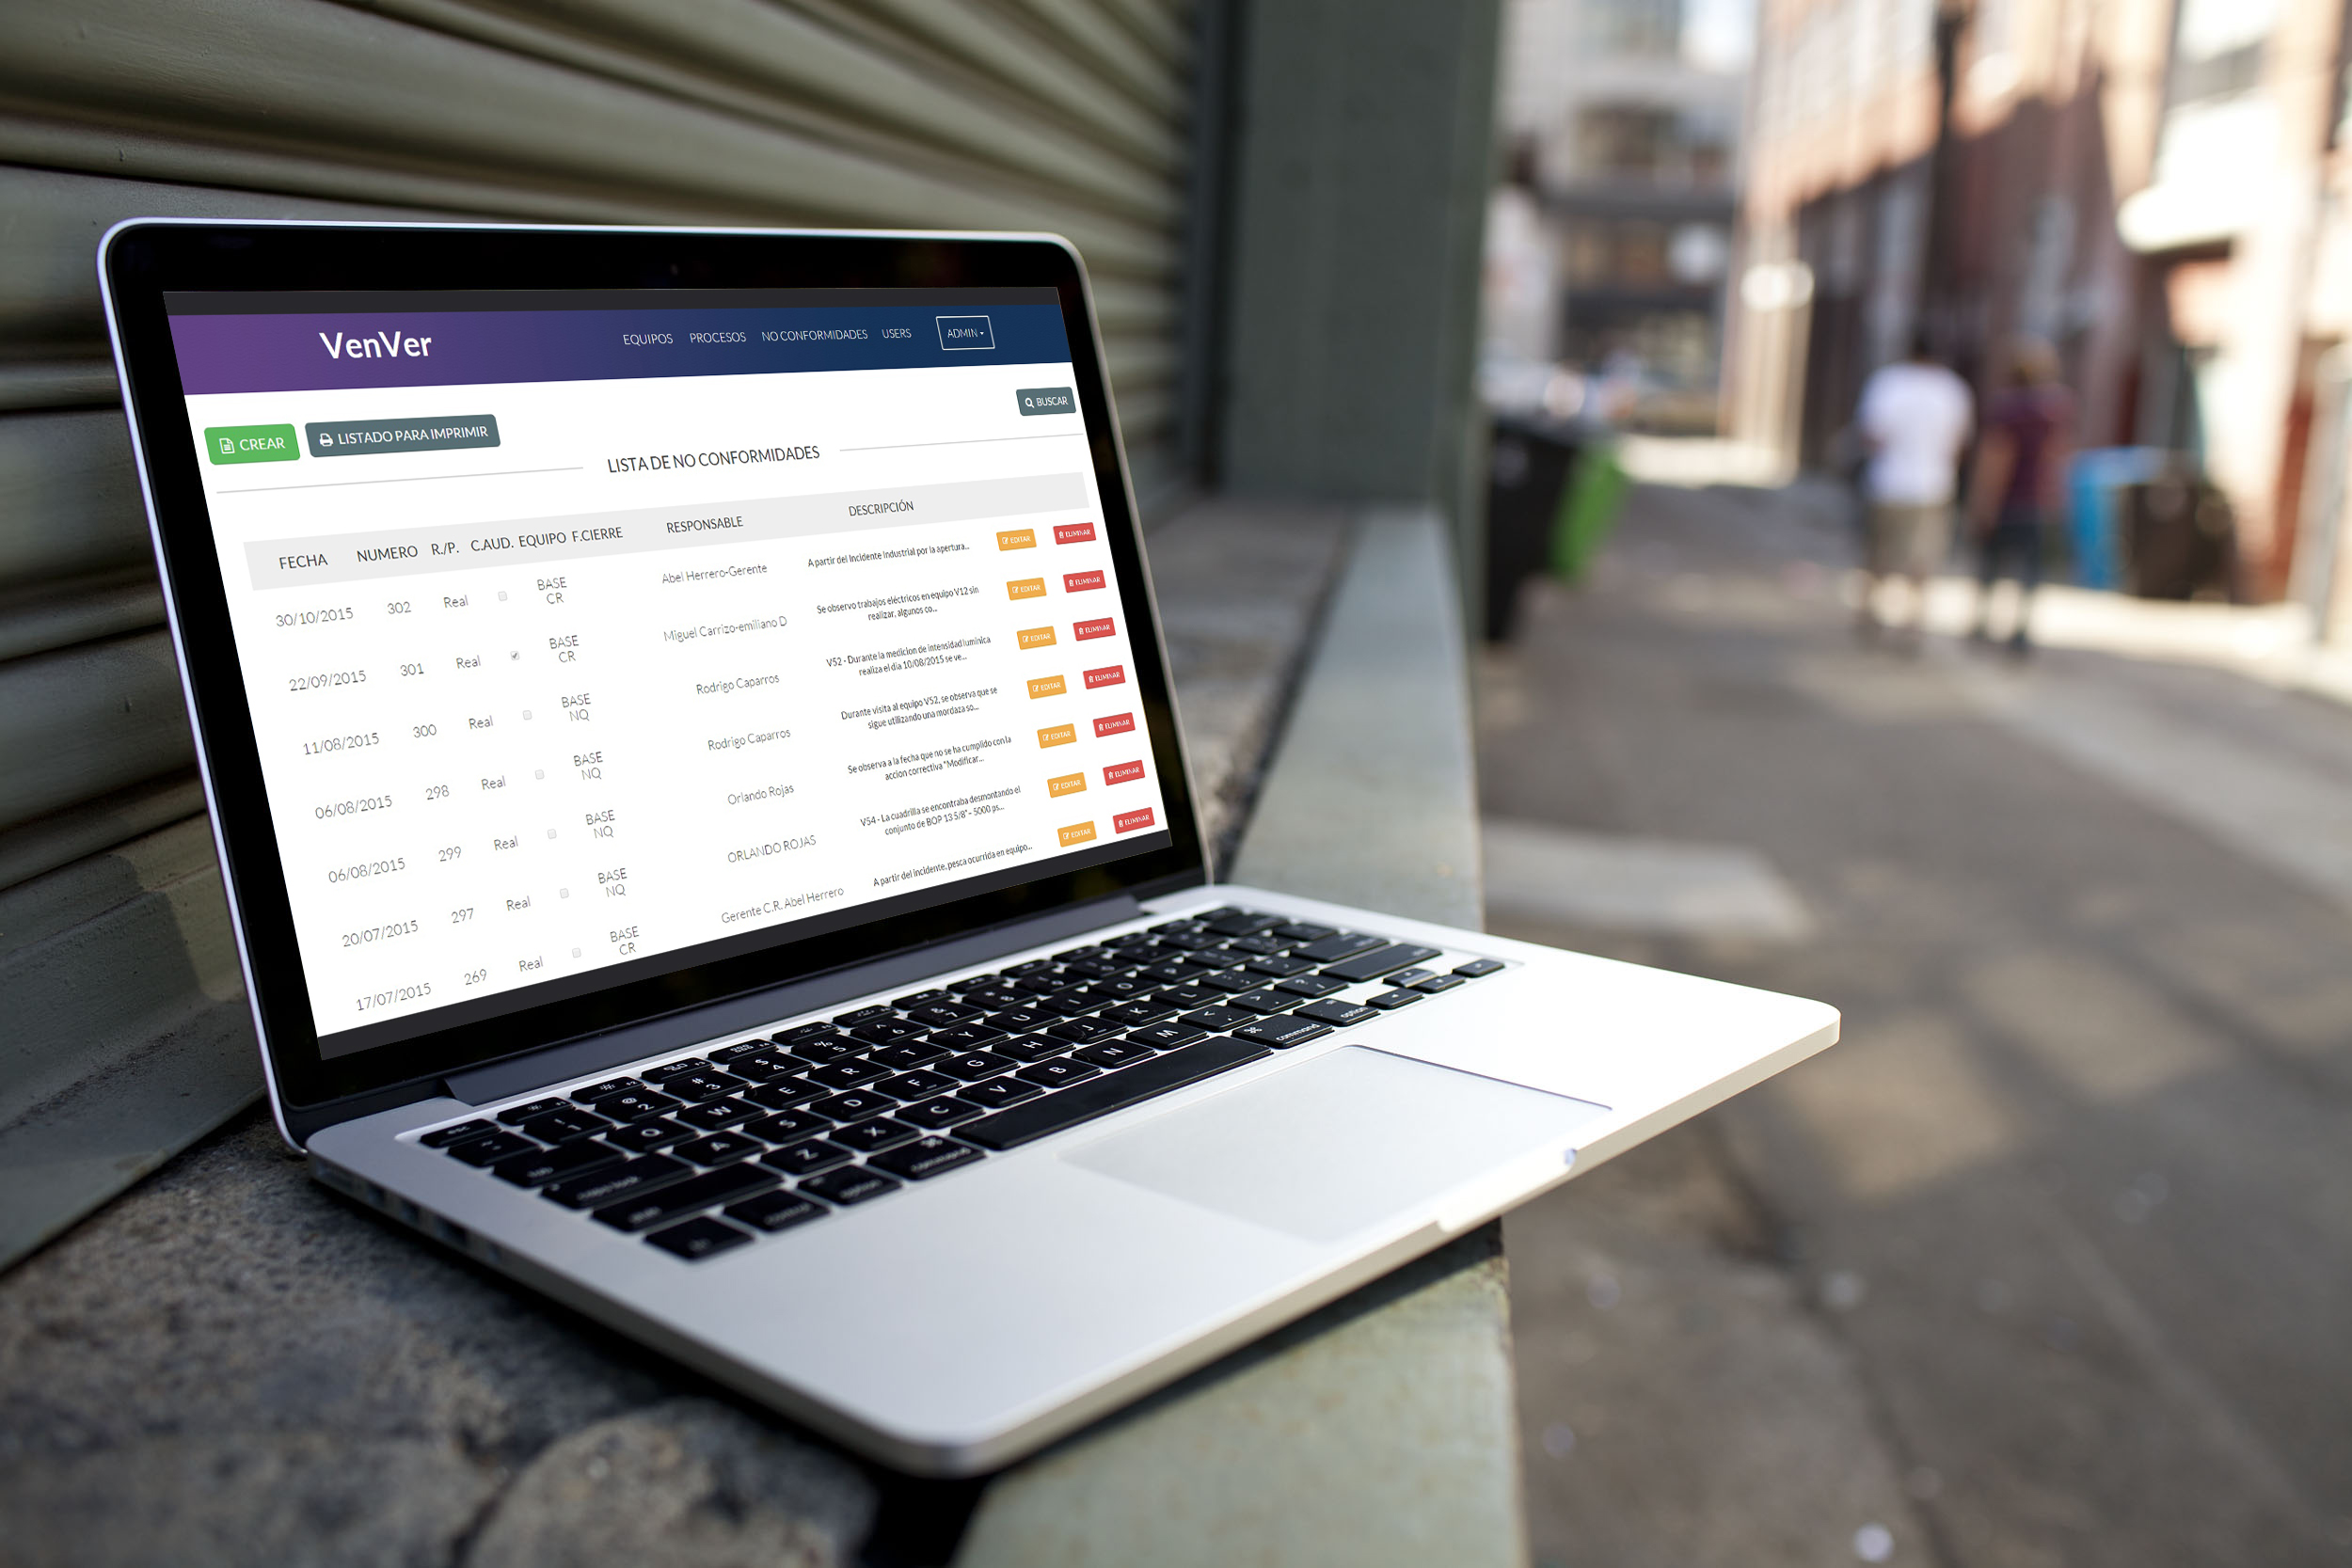 VenVer
EQUIPOS PROCESOS NO CONFORMIDADES USERS ADMIN
BUSCAR
CREAR LISTADO PARA IMPRIMIR
LISTA DE NO CONFORMIDADES
FECHA NUMERO R./P. C.AUD. EQUIPO F.CIERRE RESPONSABLE DESCRIPCIÓN
30/10/2015 302 Real BASE CR Abel Herrero-Gerente A partir del Incidente Industrial por la apertura... EDITAR ELIMINAR
22/09/2015 301 Real BASE CR Miguel Carrizo-emiliano D Se observo trabajos eléctricos en equipo V12 sin
realizar, algunos co... EDITAR ELIMINAR
11/08/2015 300 Real BASE NQ Rodrigo Caparros V52 - Durante la medicion de intensidad luminica
realiza el dia 10/08/2015 se ve... EDITAR ELIMINAR
06/08/2015 298 Real BASE NQ Rodrigo Caparros Durante visita al equipo V52, se observa que se
sigue utilizando una mordaza so... EDITAR ELIMINAR
06/08/2015 299 Real BASE NQ Orlando Rojas Se observa a la fecha que no se ha cumplido con la
accion correctiva "Modificar... EDITAR ELIMINAR
20/07/2015 297 Real BASE NQ ORLANDO ROJAS V54 - La cuadrilla se encontraba desmontando el
conjunto de BOP 13 5/8" - 5000 ps... EDITAR ELIMINAR
17/07/2015 269 Real BASE CR Gerente C.R. Abel Herrero A partir del incidente, pesca ocurrida en equipo... EDITAR ELIMINAR
Q W E R T Y U I O P
A S D F G H J K L
Z X C V B N M
command option
command option